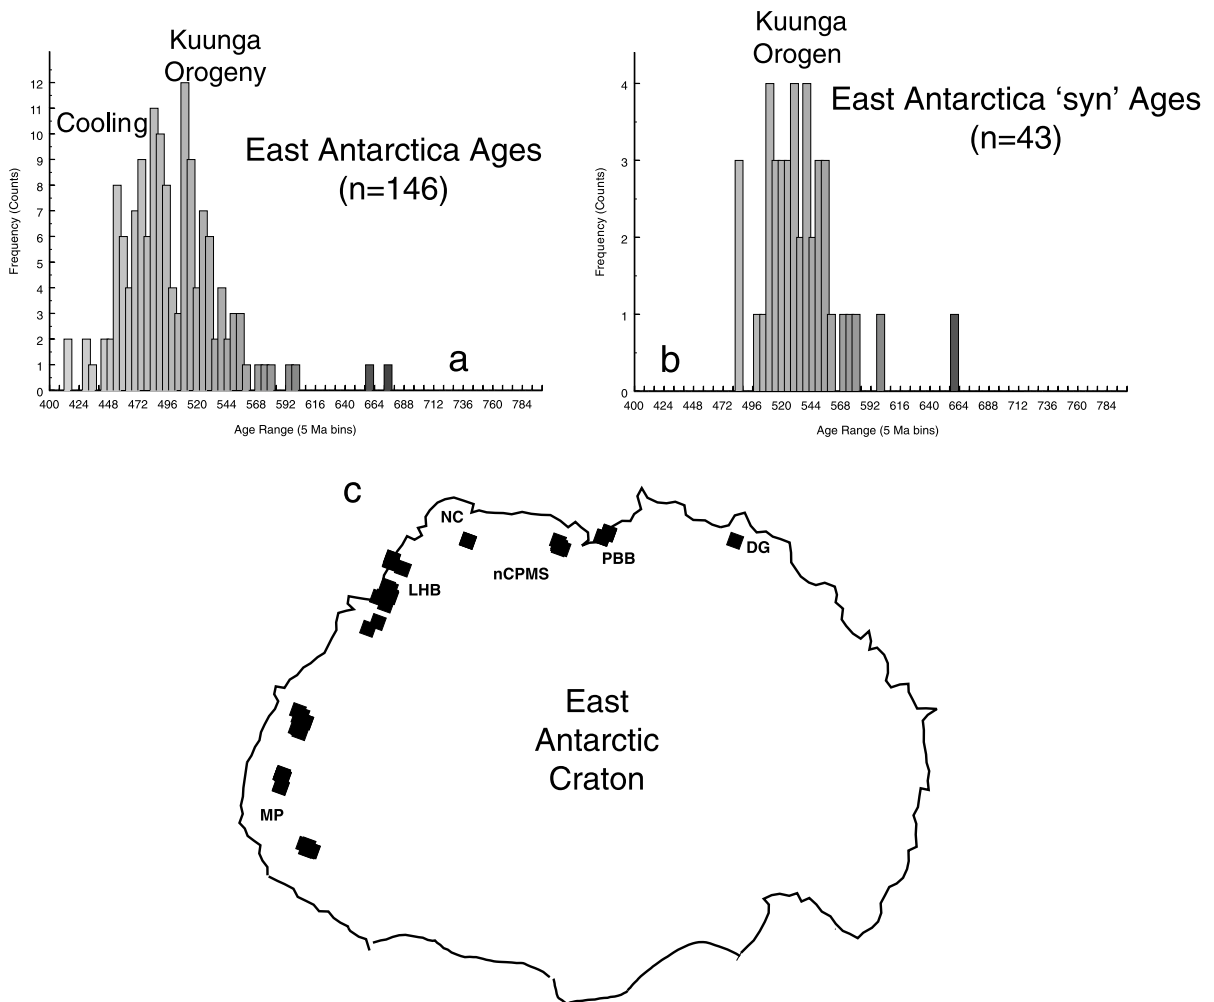 Kuunga
Orogeny
Cooling
East Antarctica Ages
(n=146)
Frequency (Counts)
12
11
10
9
8
7
6
5
4
3
2
1
0
a
400 424 448 472 496 520 544 568 592 616 640 664 688 712 736 760 784
Age Range (5 Ma bins)
Kuunga
Orogen
East Antarctica ‘syn’ Ages
(n=43)
Frequency (Counts)
4
3
2
1
0
b
400 424 448 472 496 520 544 568 592 616 640 664 688 712 736 760 784
Age Range (5 Ma bins)
c
NC
nCPMS
PBB
DG
LHB
MP
East
Antarctic
Craton